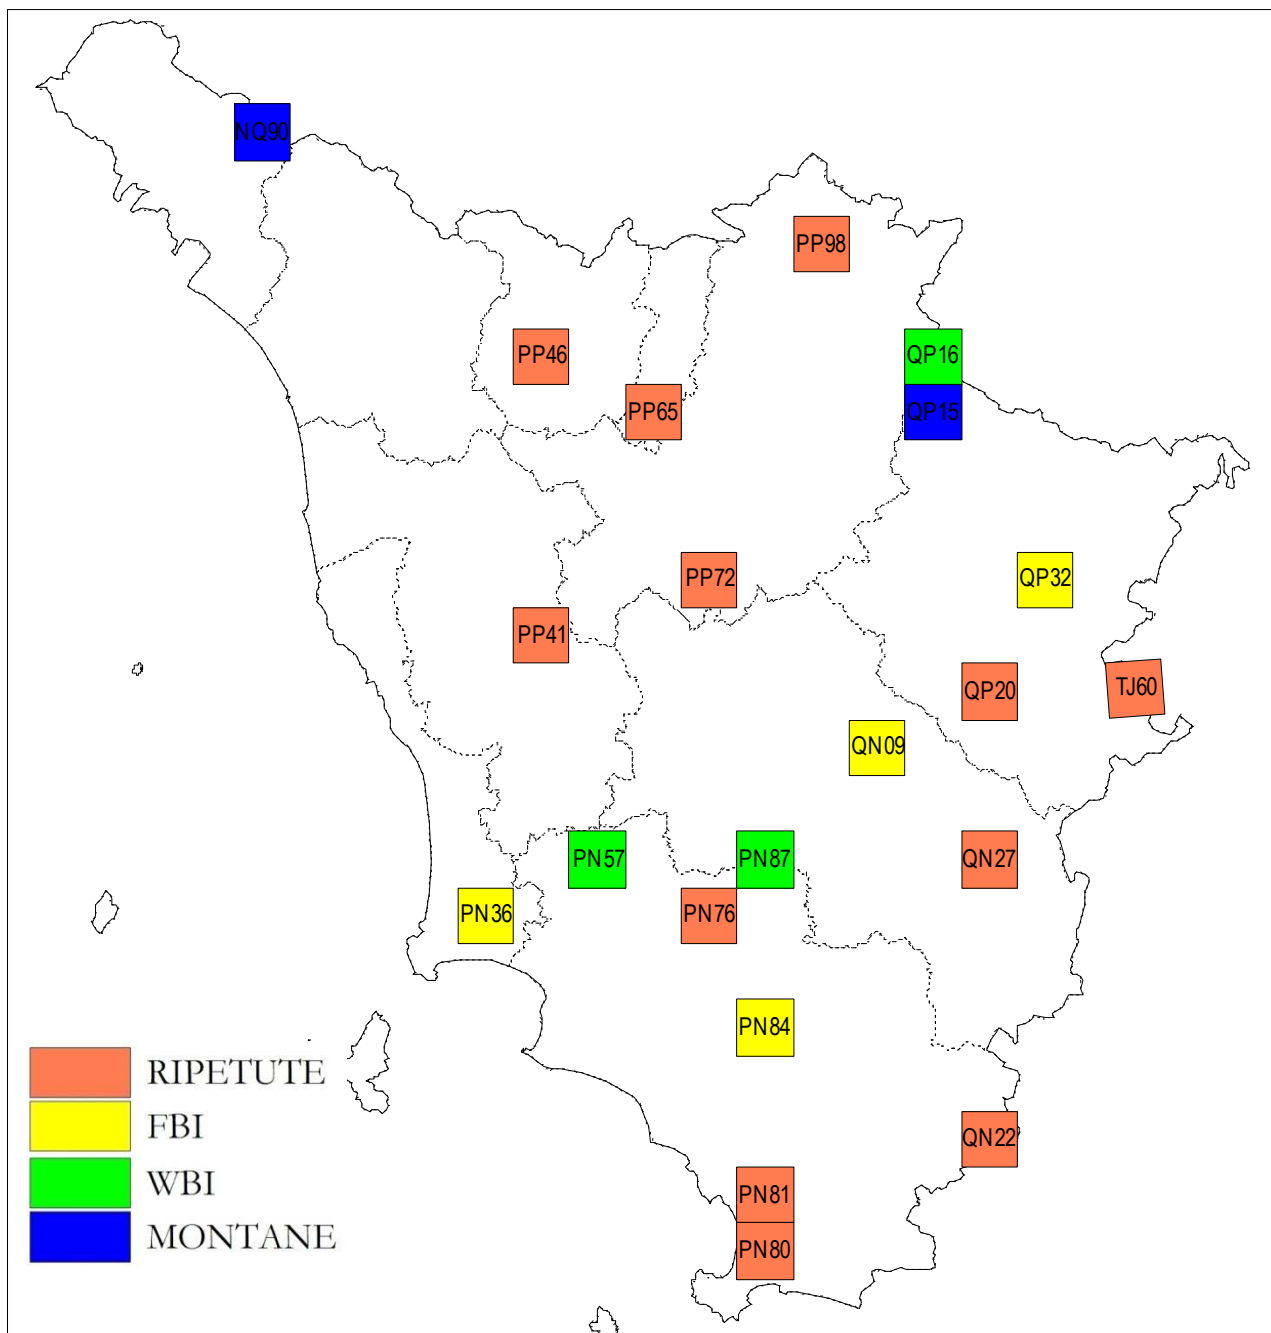 NQ90
PP98
PP46
QP16
PP65
QP15
PP72
QP32
PP41
QP20
TJ60
QN09
PN57
PN87
QN27
PN36
PN76
PN84
RIPETUTE
FBI
QN22
WBI
PN81
MONTANE
PN80